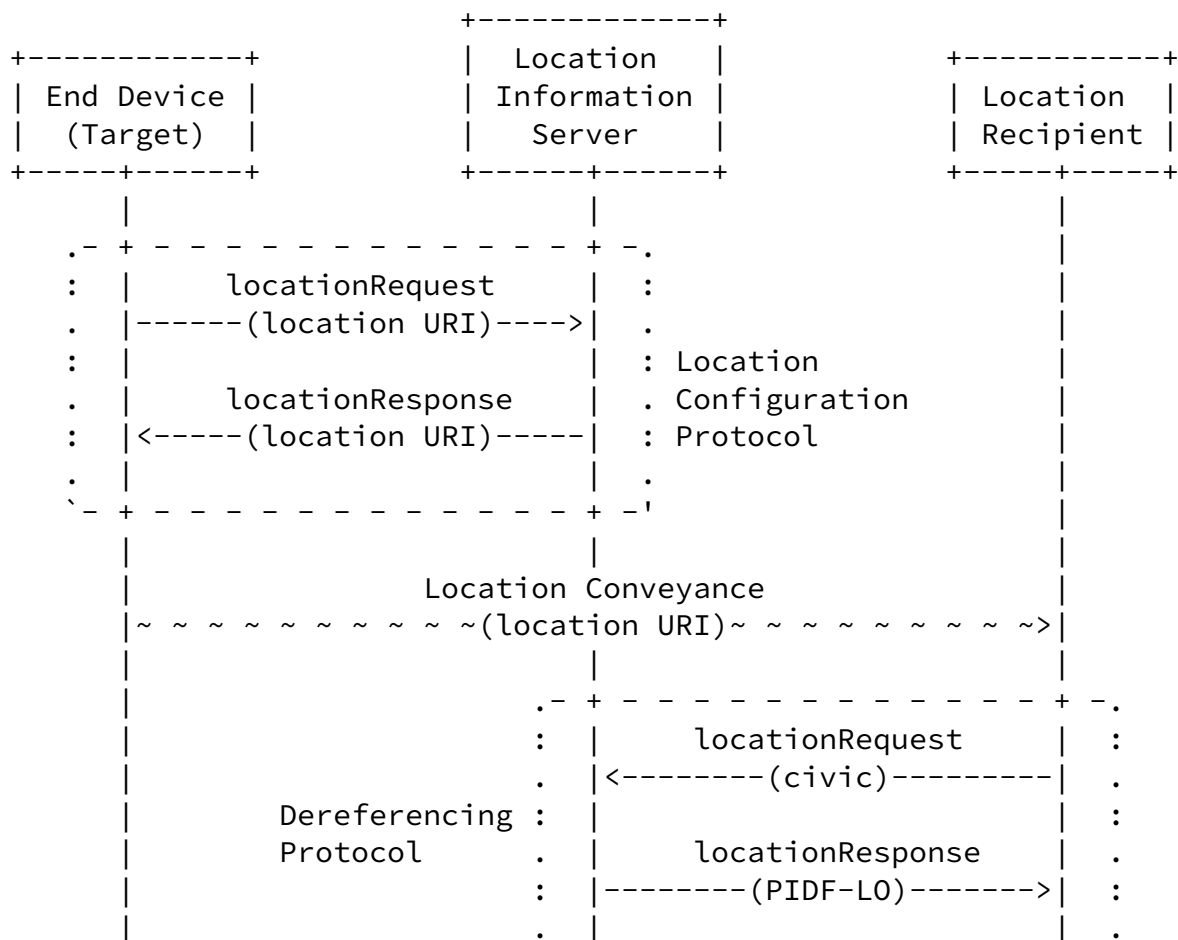 Location
End Device Information Location
(Target) Server Recipient
locationRequest
(location URI)
Location
locationResponse Configuration
(location URI) Protocol
Location Conveyance
(location URI)
locationRequest
(civic)
Dereferencing
Protocol locationResponse
(PIDF-LO)